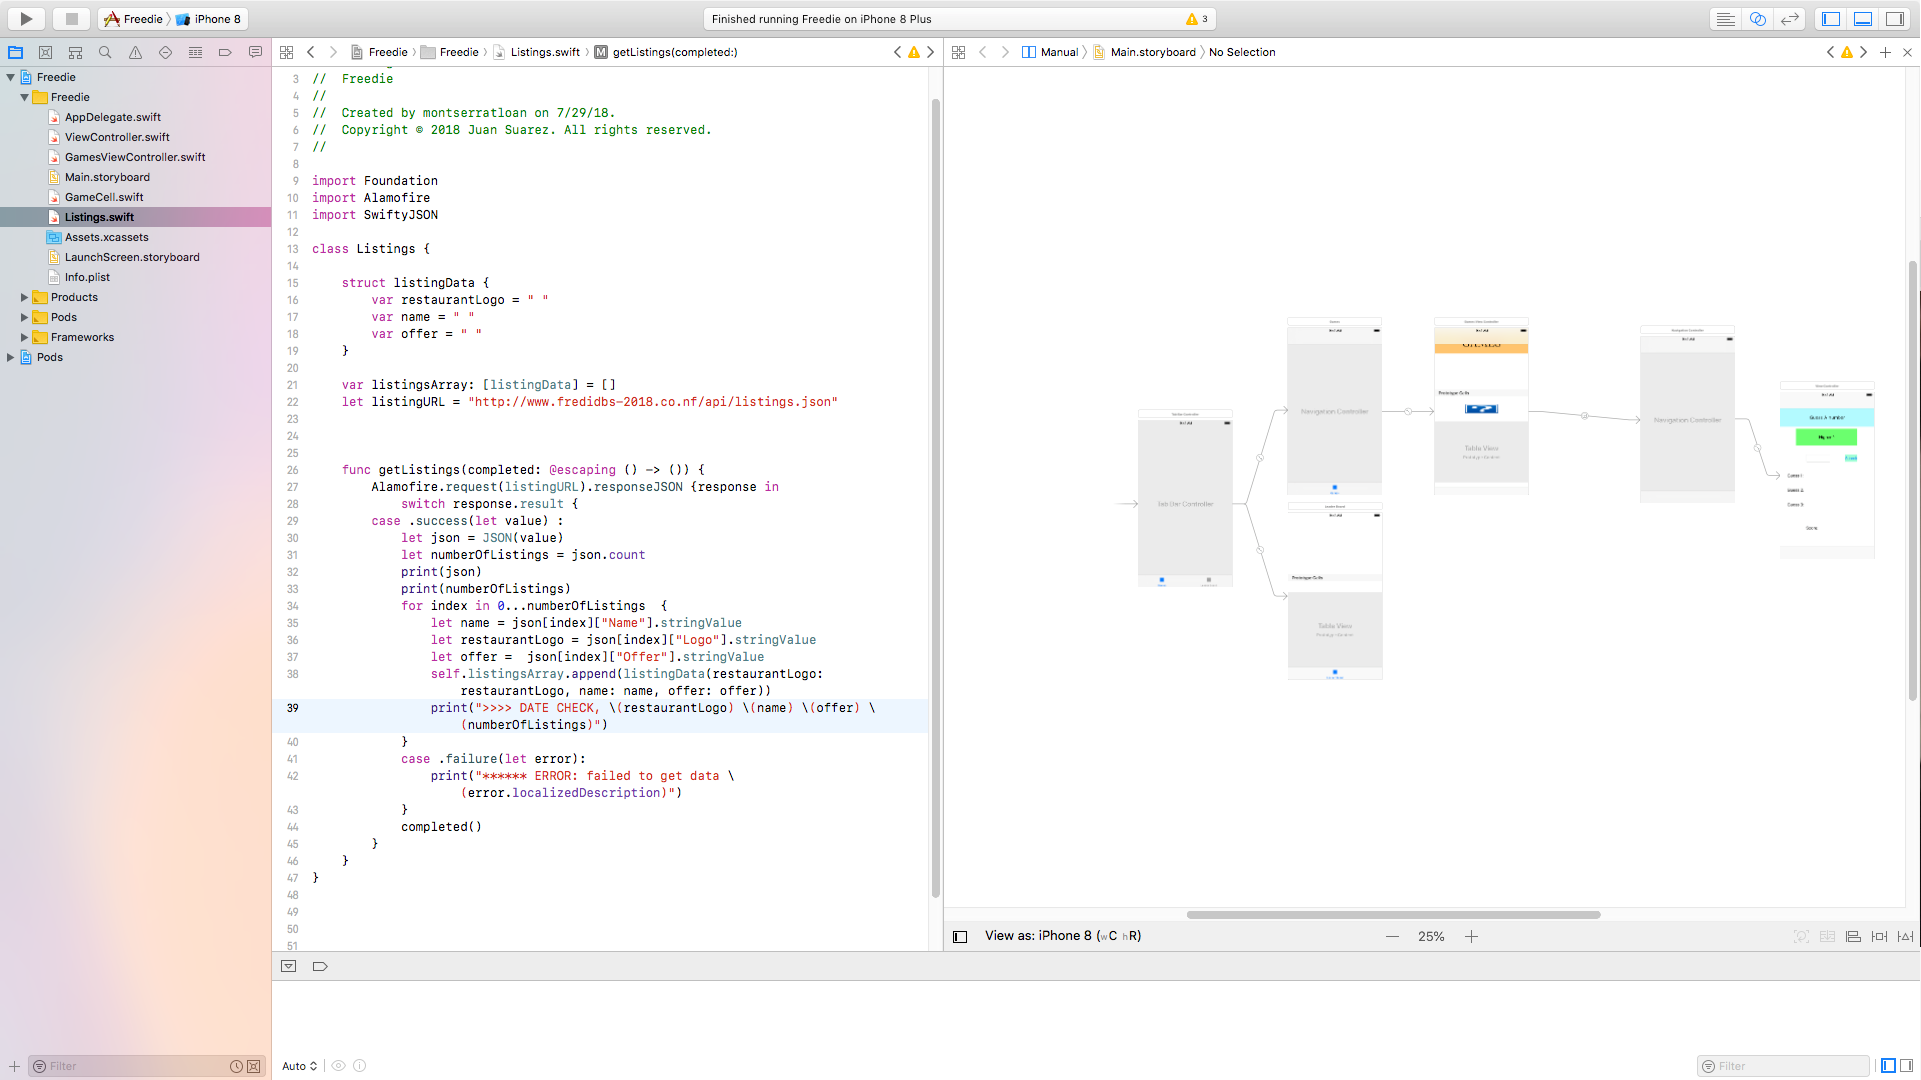 Freedie
iPhone 8
Finished running Freedie on iPhone 8 Plus
3
Freedie
Freedie
Listings.swift
getListings(completed:)
Manual
Main.storyboard
No Selection
Freedie
Freedie
AppDelegate.swift
ViewController.swift
GamesViewController.swift
Main.storyboard
GameCell.swift
Listings.swift
Assets.xcassets
LaunchScreen.storyboard
Info.plist
Products
Pods
Frameworks
Pods
3 //  Freedie
4 //
5 //  Created by montserratloan on 7/29/18.
6 //  Copyright © 2018 Juan Suarez. All rights reserved.
7 //
8
9 import Foundation
10 import Alamofire
11 import SwiftyJSON
12
13 class Listings {
14
15     struct listingData {
16         var restaurantLogo = " "
17         var name = " "
18         var offer = " "
19     }
20
21     var listingsArray: [listingData] = []
22     let listingURL = "http://www.fredidbs-2018.co.nf/api/listings.json"
23
24
25
26     func getListings(completed: @escaping () -> ()) {
27         Alamofire.request(listingURL).responseJSON {response in
28             switch response.result {
29         case .success(let value) :
30             let json = JSON(value)
31             let numberOfListings = json.count
32             print(json)
33             print(numberOfListings)
34             for index in 0...numberOfListings  {
35                 let name = json[index]["Name"].stringValue
36                 let restaurantLogo = json[index]["Logo"].stringValue
37                 let offer =  json[index]["Offer"].stringValue
38                 self.listingsArray.append(listingData(restaurantLogo:
restaurantLogo, name: name, offer: offer))
39                 print(">>>> DATE CHECK, \(restaurantLogo) \(name) \(offer) \
(numberOfListings)")
40             }
41             case .failure(let error):
42                 print("****** ERROR: failed to get data \
(error.localizedDescription)")
43             }
44             completed()
45         }
46     }
47 }
48
49
50
51
Navigation Controller
Prototype Cells
Table View
Prototype Content
Navigation Controller
Guess A Number
Tab Bar Controller
Prototype Cells
Table View
Prototype Content
View as: iPhone 8 (wC hR)
25%
Filter
Auto
Filter